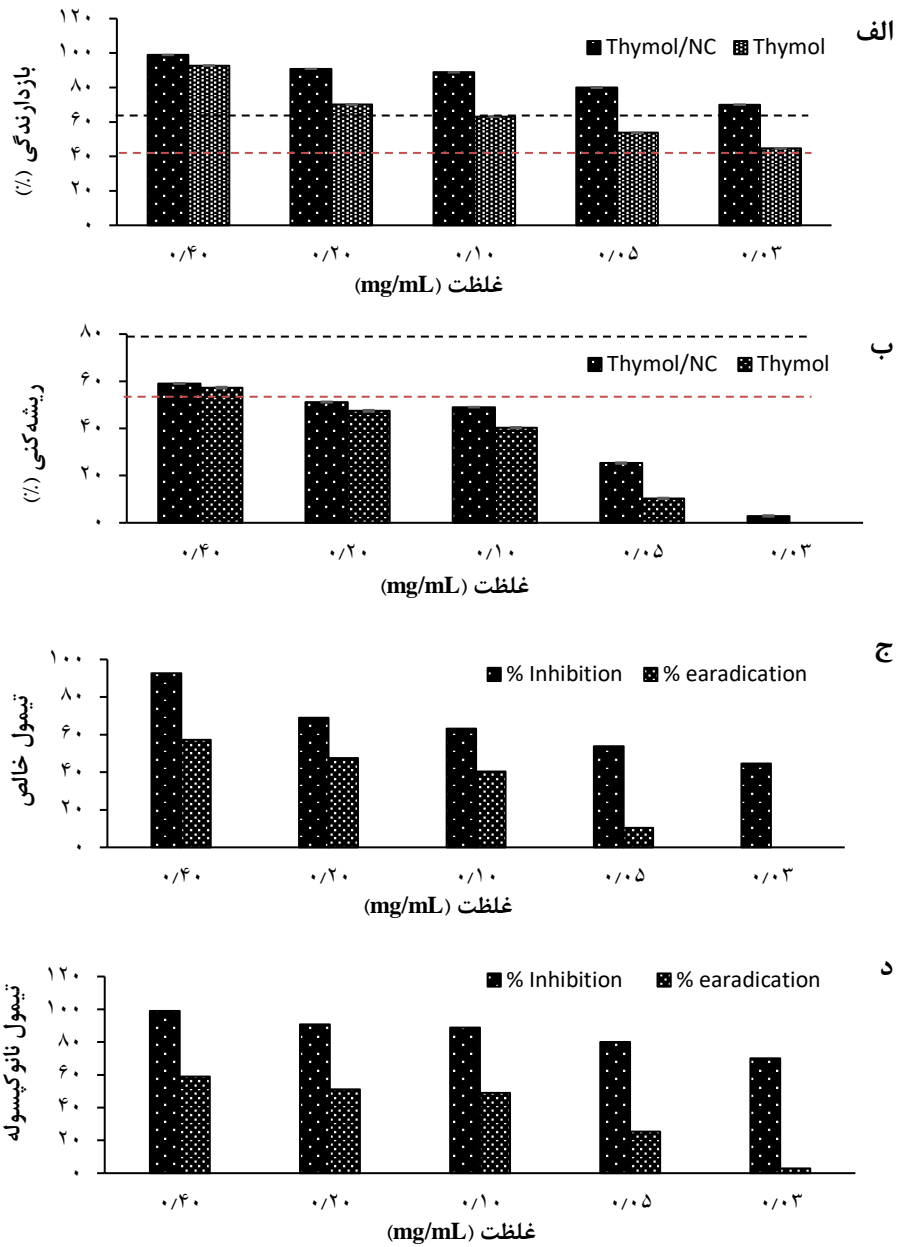 الف
۱۲۰
۱۰۰
۸۰
۶۰
۴۰
۲۰
۰
بازدارندگی (٪)
Thymol/NC Thymol
۰/۴۰ ۰/۲۰ ۰/۱۰ ۰/۰۵ ۰/۰۳
غلظت (mg/mL)
ب
۸۰
۶۰
۴۰
۲۰
۰
ریشه‌کنی (٪)
Thymol/NC Thymol
۰/۴۰ ۰/۲۰ ۰/۱۰ ۰/۰۵ ۰/۰۳
غلظت (mg/mL)
ج
۱۰۰
۸۰
۶۰
۴۰
۲۰
۰
تیمول خالص
% Inhibition % earadication
۰/۴۰ ۰/۲۰ ۰/۱۰ ۰/۰۵ ۰/۰۳
غلظت (mg/mL)
د
۱۲۰
۱۰۰
۸۰
۶۰
۴۰
۲۰
۰
تیمول نانوکپسوله
% Inhibition % earadication
۰/۴۰ ۰/۲۰ ۰/۱۰ ۰/۰۵ ۰/۰۳
غلظت (mg/mL)